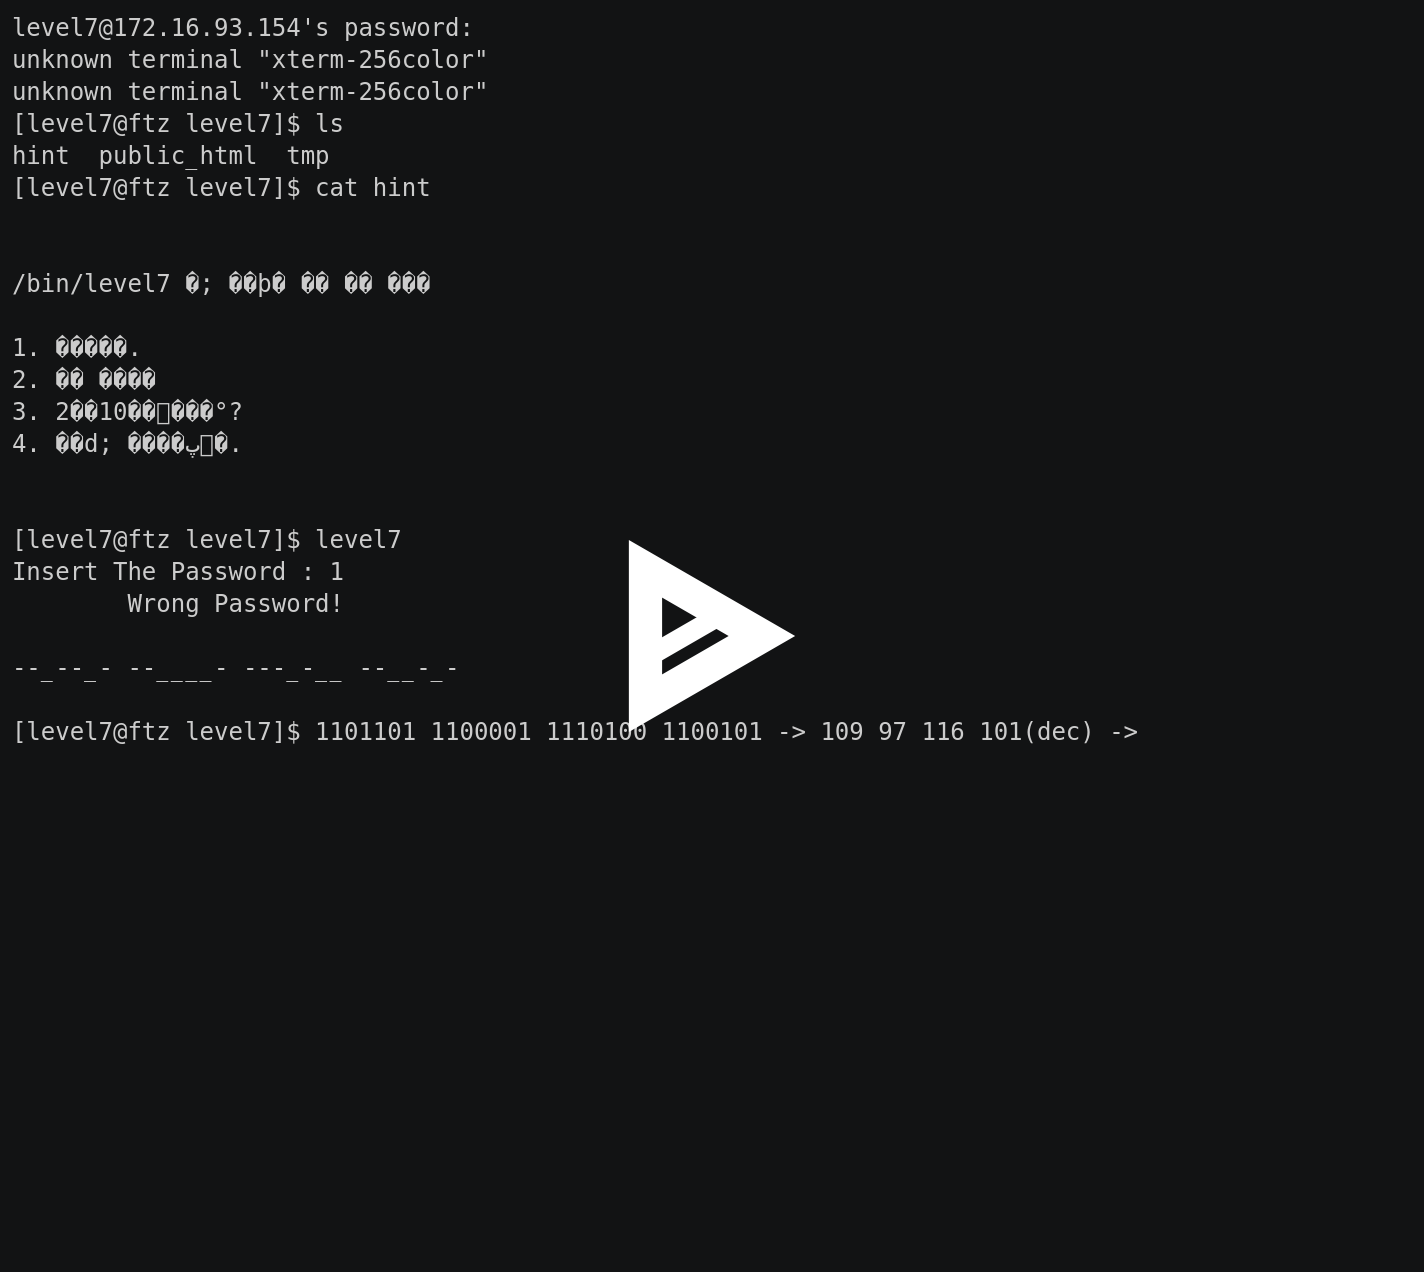 level7@172.16.93.154's password:
unknown terminal "xterm-256color"
unknown terminal "xterm-256color"
[level7@ftz level7]$ ls
hint  public_html  tmp
[level7@ftz level7]$ cat hint
/bin/level7 �; ��þ� �� �� ���
1. �����.
2. �� ����
3. 2��10�����°?
4. ��d; ����پ�.
[level7@ftz level7]$ level7
Insert The Password : 1
        Wrong Password!
--_--_- --____- ---_-__ --__-_-
[level7@ftz level7]$ 1101101 1100001 1110100 1100101 -> 109 97 116 101(dec) ->